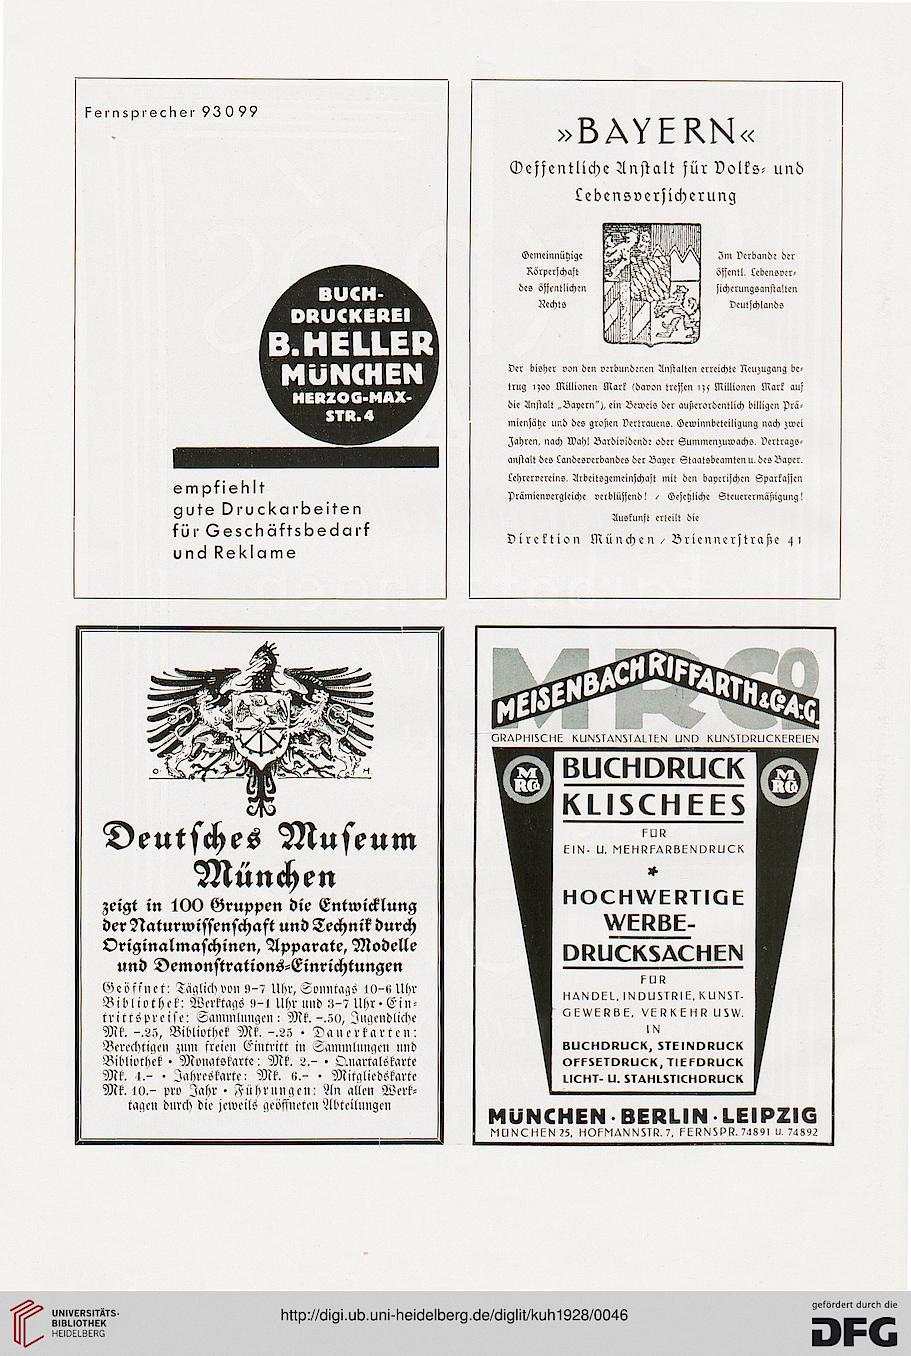 Fernsprecher 93099
BUCH-
DRUCKEREI
B. HELLER
MÜNCHEN
HERZOG-MAX-
STR. 4
empfiehlt
gute Druckarbeiten
für Geschäftsbedarf
und Reklame
»BAYERN«
Oeffentliche Anstalt für Volks- und
Lebensversicherung
Gemeinnützige
Körperschaft
des öffentlichen
Rechts
Im Verbande der
öffentl. Lebensver-
sicherungsanstalten
Deutschlands
Der bisher von den verbundenen Anstalten erreichte Neuzugang be-
trug 1300 Millionen Mark (davon treffen 135 Millionen Mark auf
die Anstalt „Bayern"), ein Beweis der außerordentlich billigen Prä-
miensätze und des großen Vertrauens. Gewinnbeteiligung nach zwei
Jahren, nach Wahl Bardividende oder Summenzuwachs. Vertrags-
anstalt des Landesverbandes der Bayer. Staatsbeamten u. des Bayer.
Lehrervereins. Arbeitsgemeinschaft mit den bayerischen Sparkassen
Prämienvergleiche verblüffend! / Gesetzliche Steuerermäßigung!
Auskunft erteilt die
Direktion München / Briennerstraße 41
O H
Deutsches Museum
München
zeigt in 100 Gruppen die Entwicklung
der Naturwissenschaft und Technik durch
Originalmaschinen, Apparate, Modelle
und Demonstrations-Einrichtungen
Geöffnet: Täglich von 9-7 Uhr, Sonntags 10-6 Uhr
Bibliothek: Werktags 9-1 Uhr und 3-7 Uhr • Ein-
trittspreise: Sammlungen: Mk. -.50, Jugendliche
Mk. -.25, Bibliothek Mk. -.25 • Dauerkarten:
Berechtigen zum freien Eintritt in Sammlungen und
Bibliothek • Monatskarte: Mk. 2.- • Quartalskarte
Mk. 4.- • Jahreskarte: Mk. 6.- • Mitgliedskarte
Mk. 10.- pro Jahr • Führungen: An allen Werk-
tagen durch die jeweils geöffneten Abteilungen
MRCO
MEISENBACH RIFFARTH & CO. A.-G.
GRAPHISCHE KUNSTANSTALTEN UND KUNSTDRUCKEREIEN
M
RCO
M
RCO
BUCHDRUCK
KLISCHEES
FÜR
EIN- U. MEHRFARBENDRUCK
*
HOCHWERTIGE
WERBE-
DRUCKSACHEN
FÜR
HANDEL, INDUSTRIE, KUNST-
GEWERBE, VERKEHR USW.
IN
BUCHDRUCK, STEINDRUCK
OFFSETDRUCK, TIEFDRUCK
LICHT- U. STAHLSTICHDRUCK
MÜNCHEN · BERLIN · LEIPZIG
MÜNCHEN 25, HOFMANNSTR. 7, FERNSPR. 74891 U. 74892
UNIVERSITÄTS-
BIBLIOTHEK
HEIDELBERG
http://digi.ub.uni-heidelberg.de/diglit/kuh1928/0046
gefördert durch die
DFG